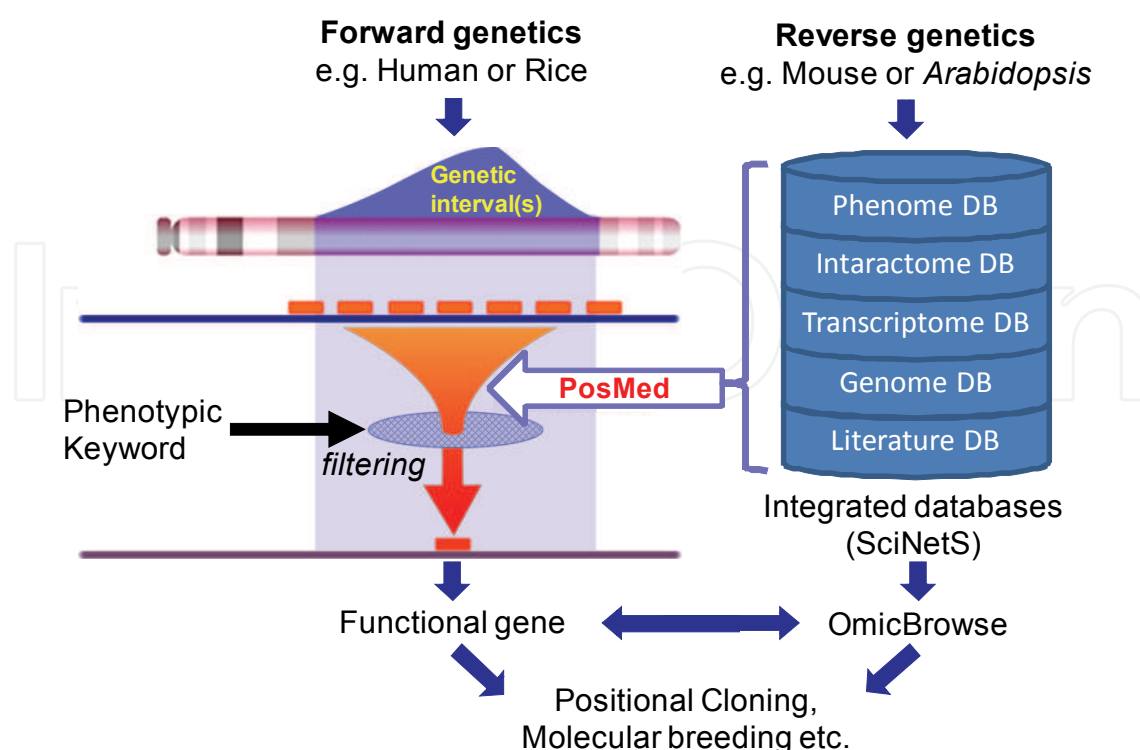 Forward genetics
e.g. Human or Rice
Reverse genetics
e.g. Mouse or Arabidopsis
Genetic
interval(s)
Phenome DB
Intaractome DB
Transcriptome DB
Genome DB
Literature DB
PosMed
Phenotypic
Keyword
filtering
Integrated databases
(SciNetS)
Functional gene
OmicBrowse
Positional Cloning,
Molecular breeding etc.